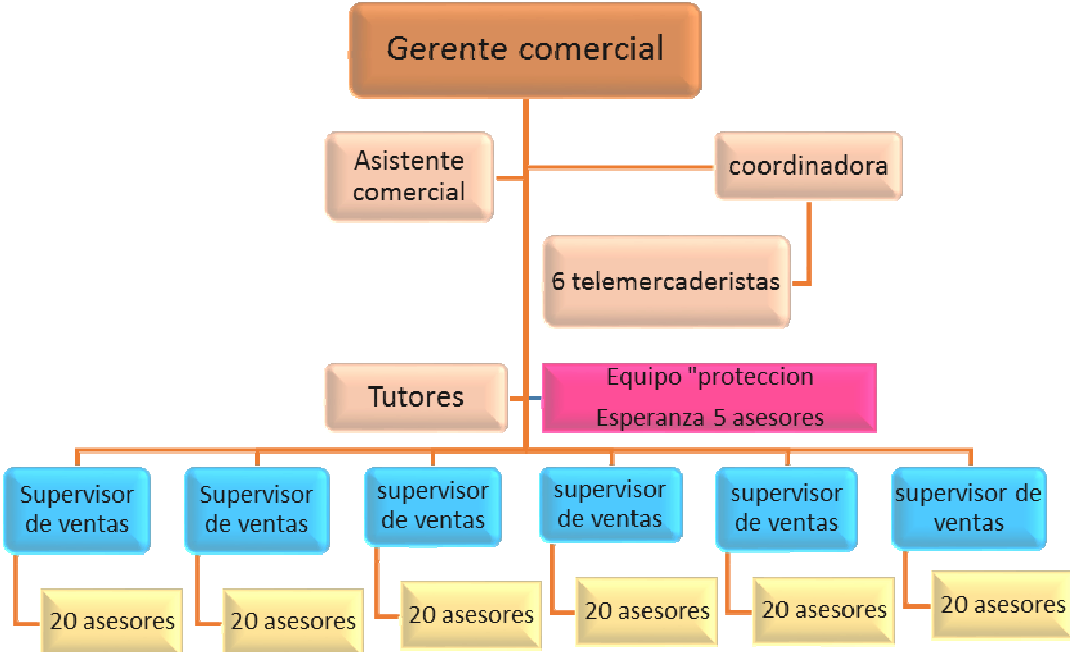 Gerente comercial
Asistente
comercial
coordinadora
6 telemercaderistas
Tutores
Equipo "proteccion
Esperanza 5 asesores
Supervisor
de ventas
Supervisor
de ventas
supervisor
de ventas
supervisor
de ventas
supervisor
de ventas
supervisor de
ventas
20 asesores
20 asesores
20 asesores
20 asesores
20 asesores
20 asesores